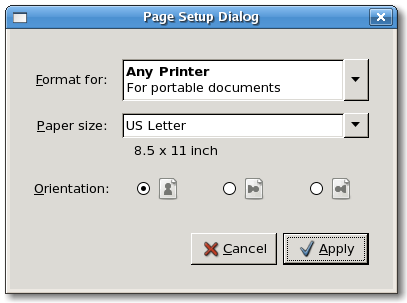 Page Setup Dialog
Format for:
Any Printer
For portable documents
Paper size:
US Letter
8.5 x 11 inch
Orientation:
Cancel
Apply